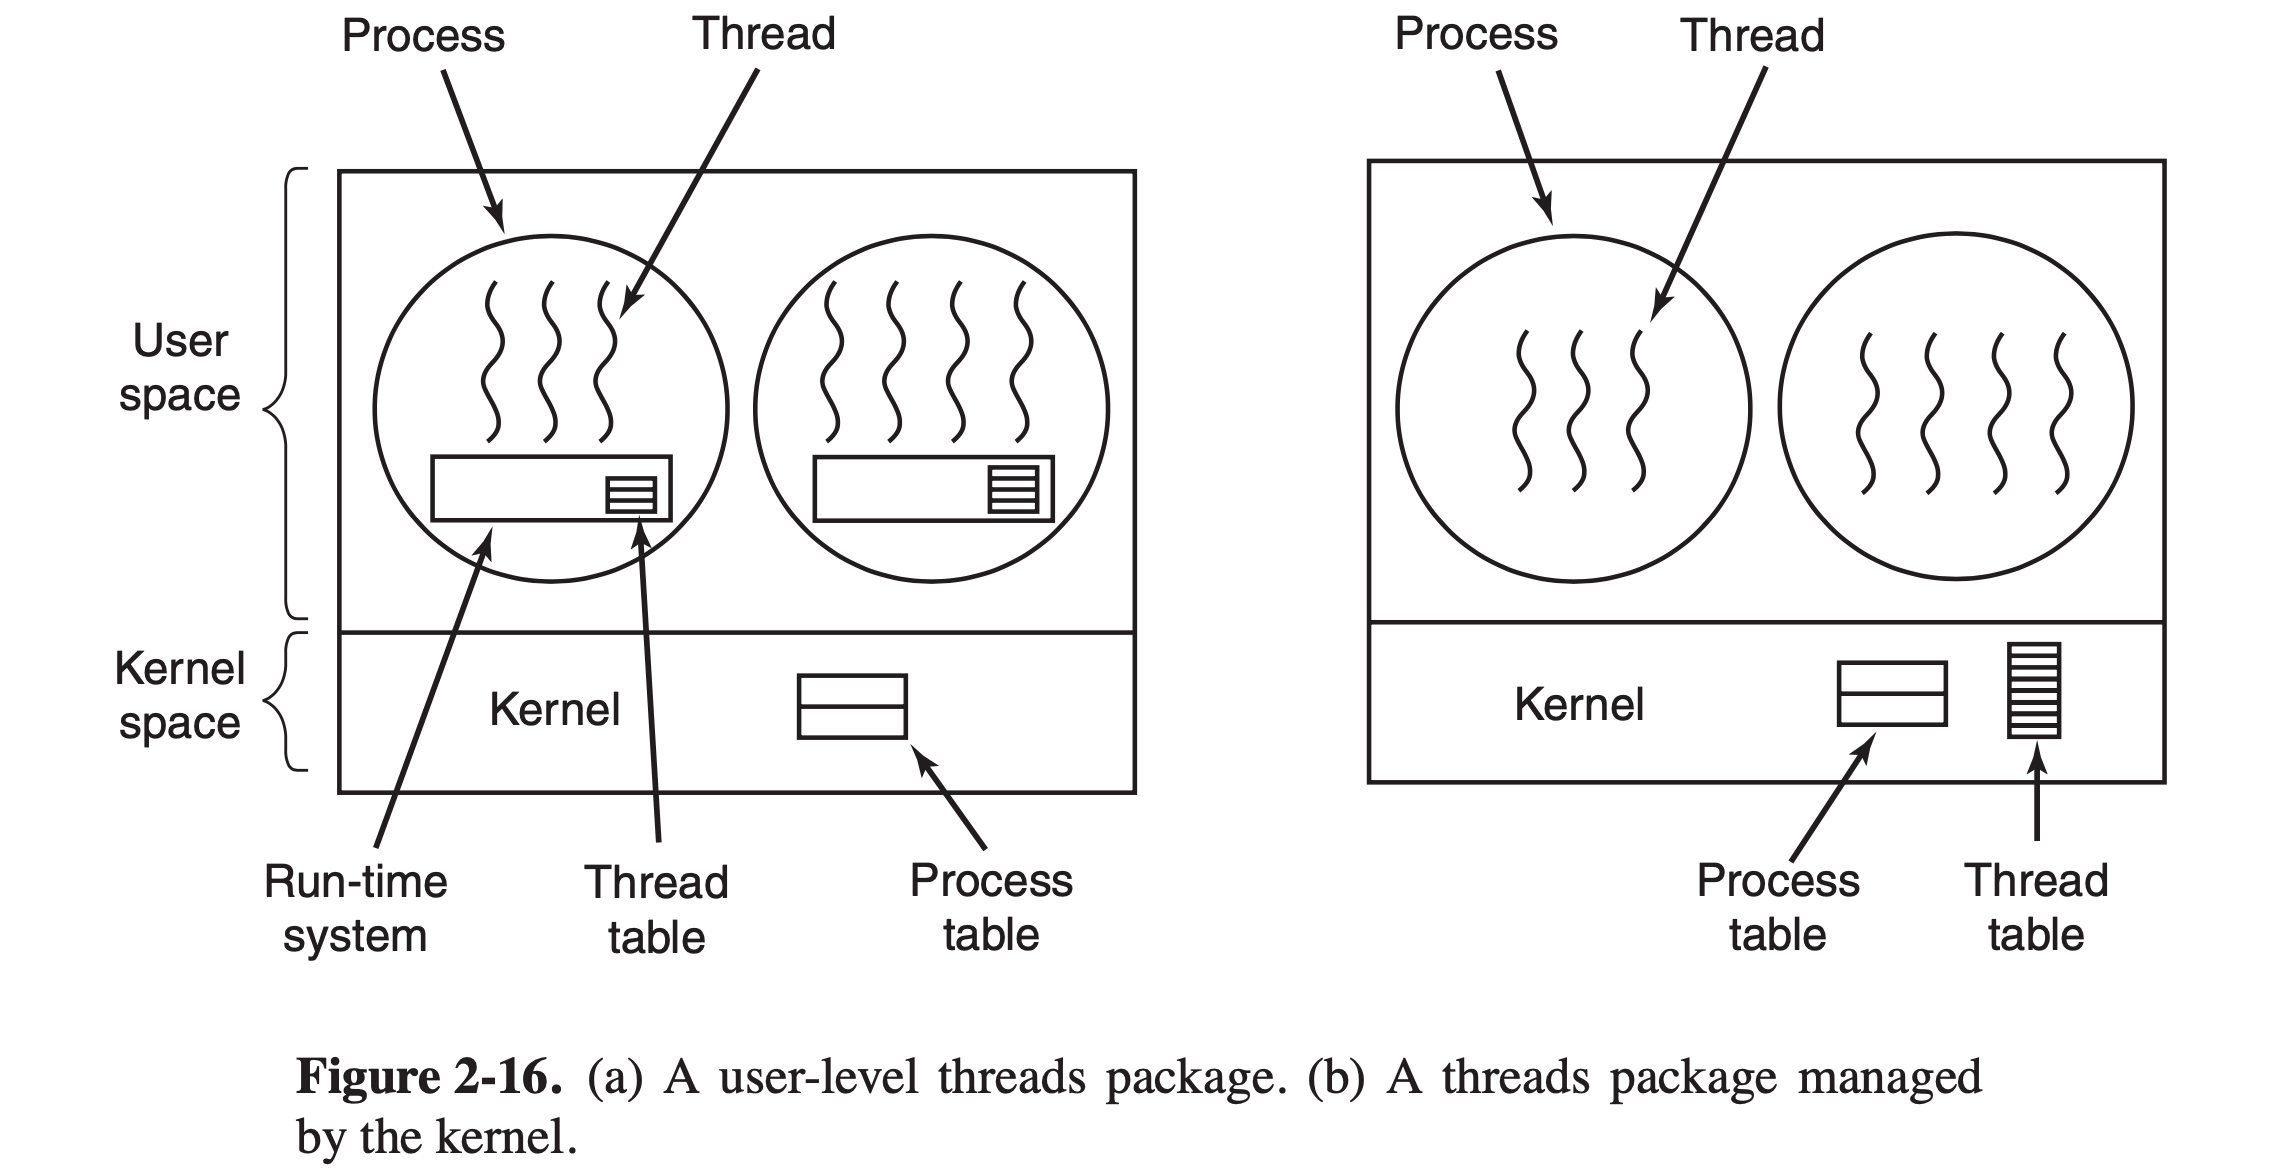 Process
Thread
Process
Thread
User
space
Kernel
space
Kernel
Kernel
Run-time
system
Thread
table
Process
table
Process
table
Thread
table
Figure 2-16. (a) A user-level threads package. (b) A threads package managed
by the kernel.